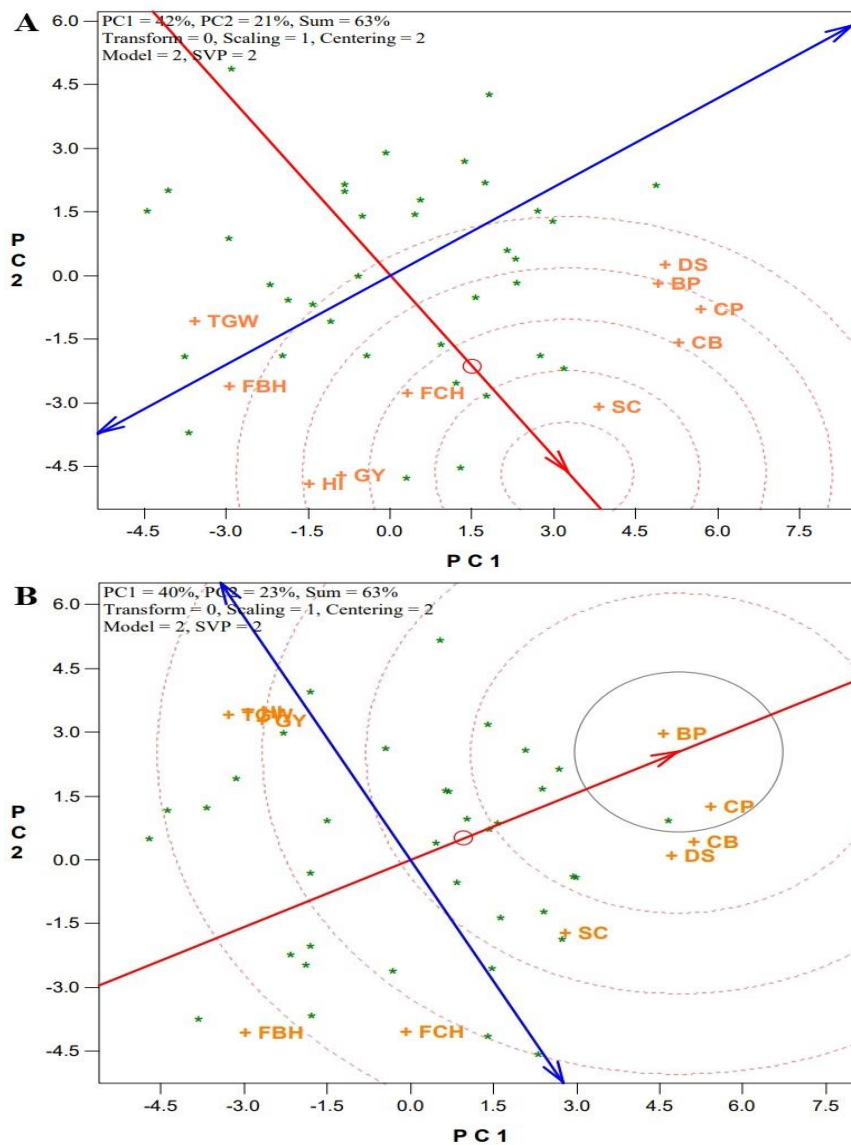 A
PC1 = 42%, PC2 = 21%, Sum = 63%
Transform = 0, Scaling = 1, Centering = 2
Model = 2, SVP = 2
6.0
4.5
3.0
1.5
0.0
-1.5
-3.0
-4.5
PC2
DS
BP
CP
CB
SC
TGW
FBH
FCH
GY
HI
-4.5 -3.0 -1.5 0.0 1.5 3.0 4.5 6.0 7.5
PC1
B
PC1 = 40%, PC2 = 23%, Sum = 63%
Transform = 0, Scaling = 1, Centering = 2
Model = 2, SVP = 2
6.0
4.5
3.0
1.5
0.0
-1.5
-3.0
-4.5
PC2
TGW
GY
BP
CP
CB
DS
SC
FBH
FCH
-4.5 -3.0 -1.5 0.0 1.5 3.0 4.5 6.0 7.5
PC1